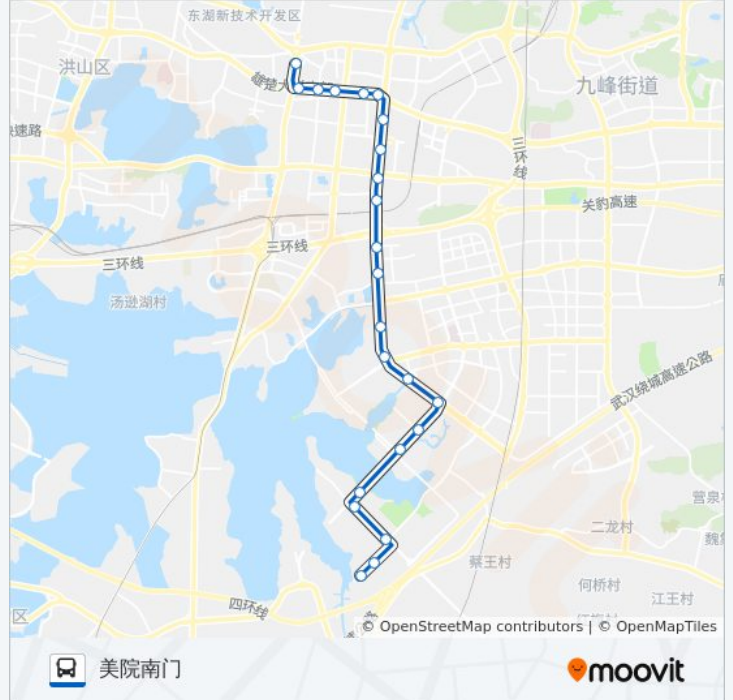 东湖新技术开发区
洪山区
雄楚大
九峰街道
快速路
三环线
关豹高速
三环线
三环线
汤逊湖村
武汉绕城高速公路
营泉
二龙村
魏
蔡王村
何桥村
江王村
四环线
区
© OpenStreetMap contributors | © OpenMapTiles
美院南门
moovit